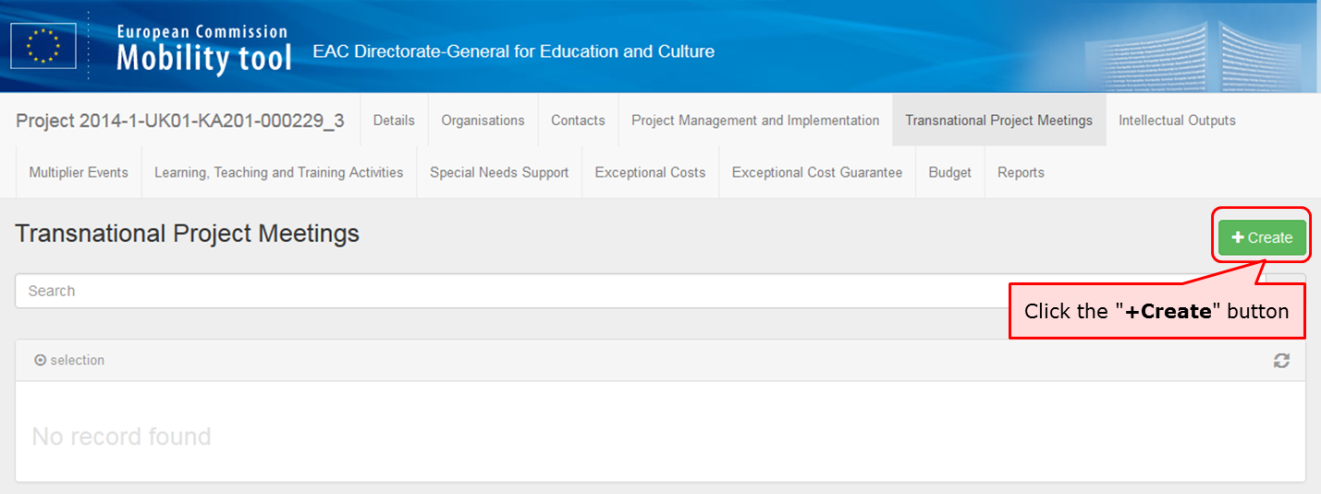 European Commission
Mobility tool
EAC Directorate-General for Education and Culture
Project 2014-1-UK01-KA201-000229_3 Details Organisations Contacts Project Management and Implementation Transnational Project Meetings Intellectual Outputs
Multiplier Events Learning, Teaching and Training Activities Special Needs Support Exceptional Costs Exceptional Cost Guarantee Budget Reports
Transnational Project Meetings
+ Create
Search
Click the "+Create" button
selection
No record found